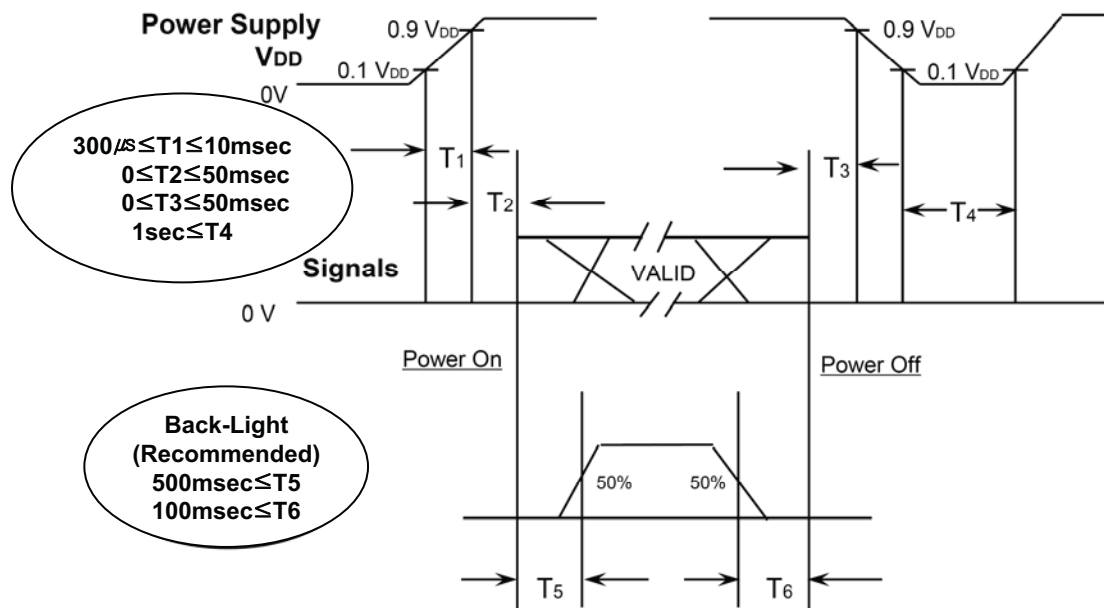 Power Supply
VDD
0.9 VDD
0.1 VDD
0V
0.9 VDD
0.1 VDD
300μs≤T1≤10msec
0≤T2≤50msec
0≤T3≤50msec
1sec≤T4
T1
T2
T3
T4
Signals
VALID
0 V
Power On
Power Off
Back-Light
(Recommended)
500msec≤T5
100msec≤T6
50%
50%
T5
T6